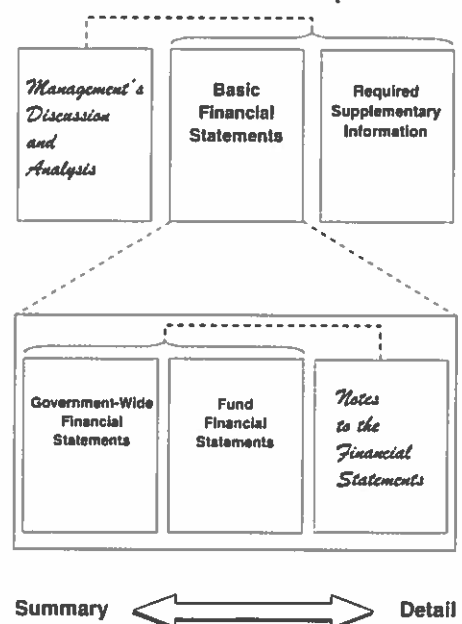 Management's
Discussion
and
Analysis
Basic
Financial
Statements
Required
Supplementary
Information
Government-Wide
Financial
Statements
Fund
Financial
Statements
Notes
to the
Financial
Statements
Summary
Detail